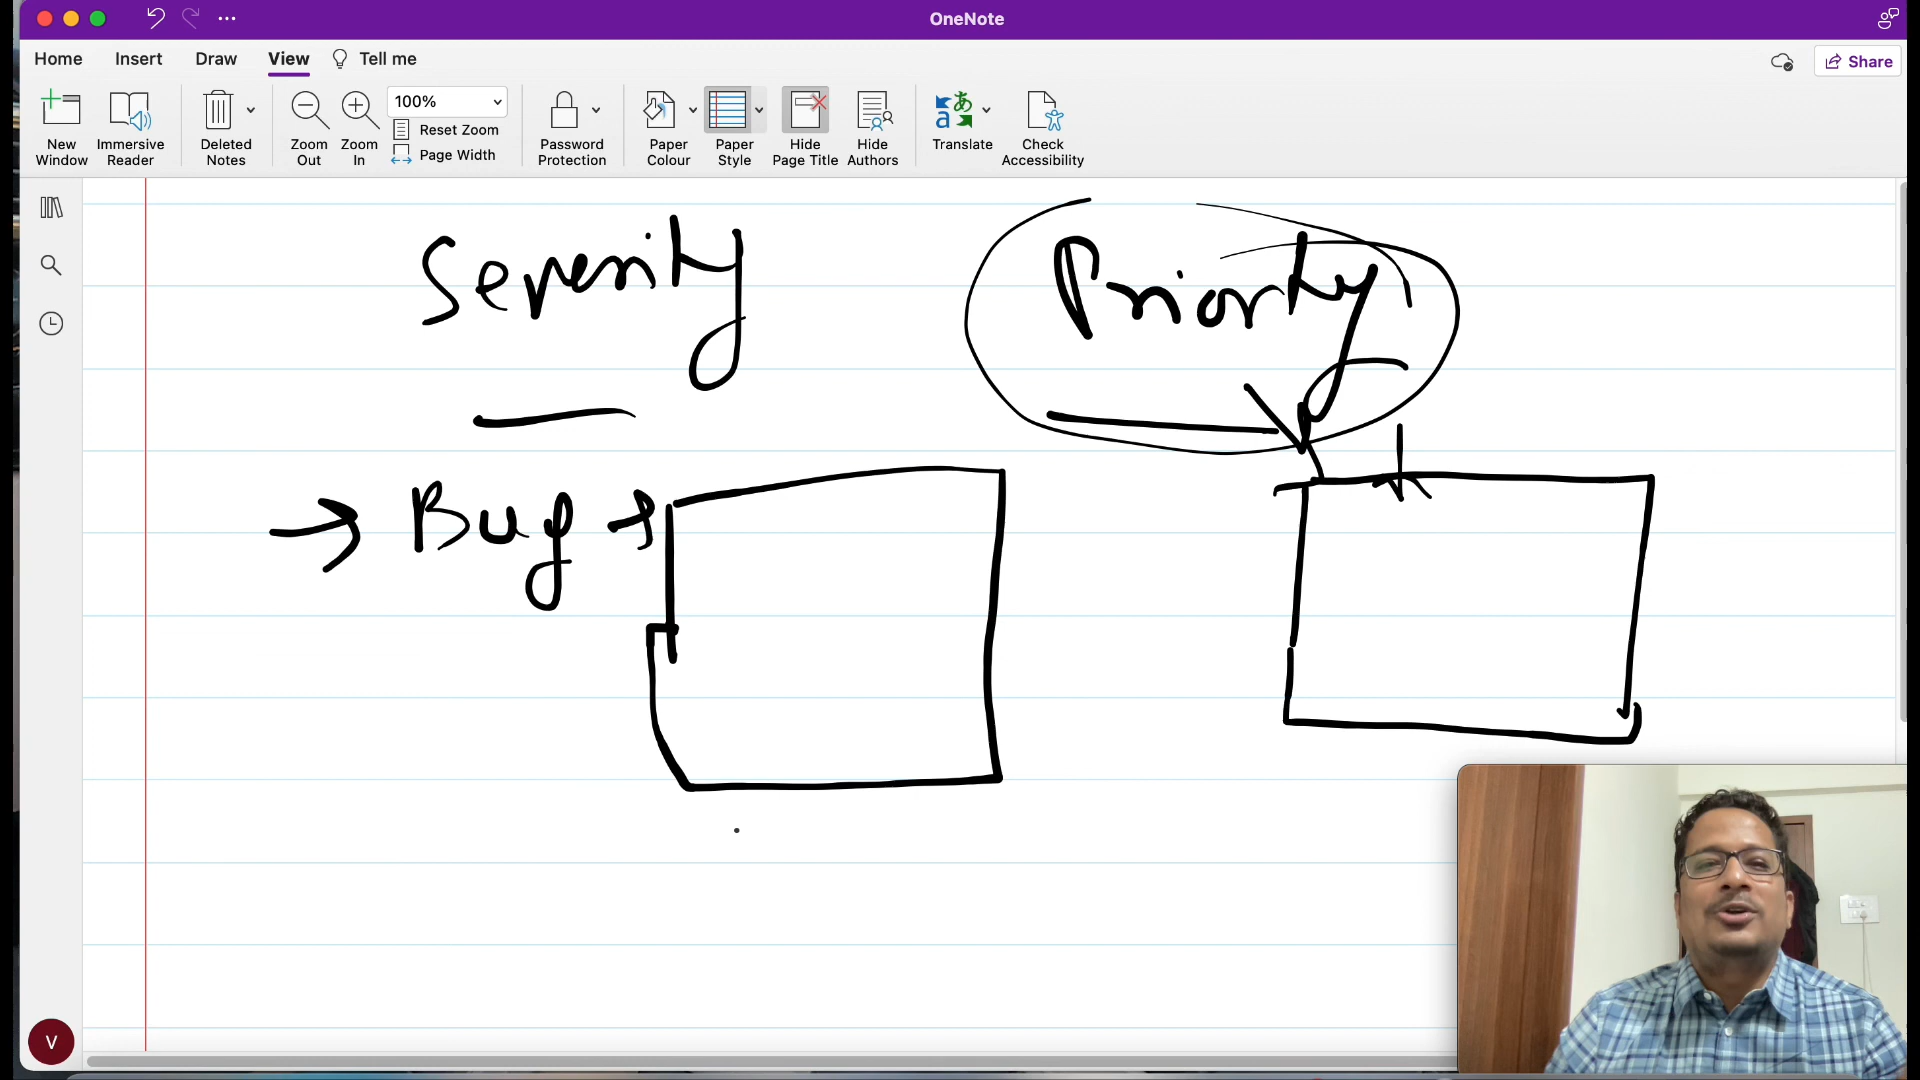 OneNote
Home Insert Draw View Tell me
Share
100%
Reset Zoom
Page Width
New Window
Immersive Reader
Deleted Notes
Zoom Out
Zoom In
Password Protection
Paper Colour
Paper Style
Hide Page Title
Hide Authors
Translate
Check Accessibility
Severity Priority
Bug
V